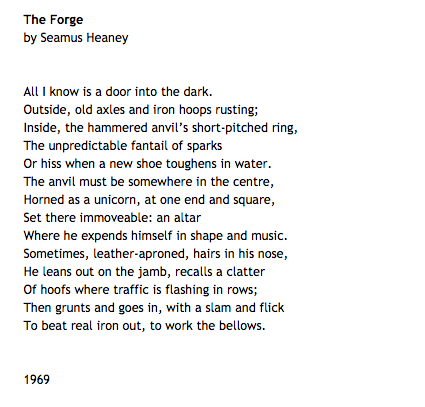 The Forge
by Seamus Heaney
All I know is a door into the dark.
Outside, old axles and iron hoops rusting;
Inside, the hammered anvil's short-pitched ring,
The unpredictable fantail of sparks
Or hiss when a new shoe toughens in water.
The anvil must be somewhere in the centre,
Horned as a unicorn, at one end and square,
Set there immoveable: an altar
Where he expends himself in shape and music.
Sometimes, leather-aproned, hairs in his nose,
He leans out on the jamb, recalls a clatter
Of hoofs where traffic is flashing in rows;
Then grunts and goes in, with a slam and flick
To beat real iron out, to work the bellows.
1969